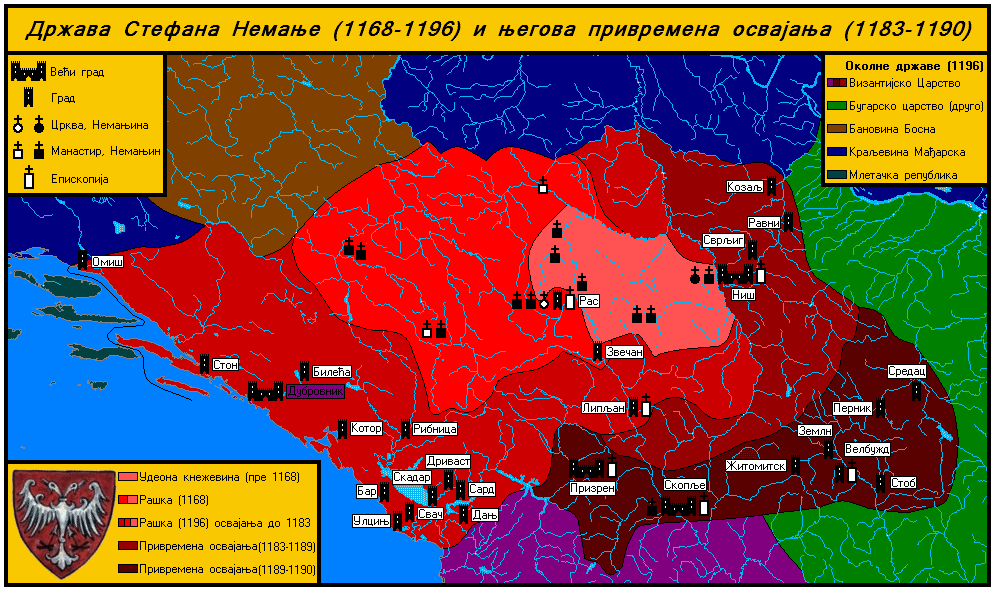 Држава Стефана Немање (1168-1196) и његова привремена освајања (1183-1190)
Већи град
Град
Црква, Немањина
Манастир, Немањин
Епископија
Околне државе (1196)
Византијско Царство
Бугарско царство (друго)
Бановина Босна
Краљевина Мађарска
Млетачка република
Козаљ
Равни
Сврљиг
Ниш
Омиш
Рас
Звечан
Стон
Билећа
Дубровник
Средац
Перник
Липљан
Котор
Рибница
Землн
Велбужд
Житомитск
Стоб
Дриваст
Скадар
Сард
Бар
Свач
Дањ
Улцињ
Призрен
Скопље
Удеона кнежевина (пре 1168)
Рашка (1168)
Рашка (1196) освајања до 1183
Привремена освајања(1183-1189)
Привремена освајања(1189-1190)